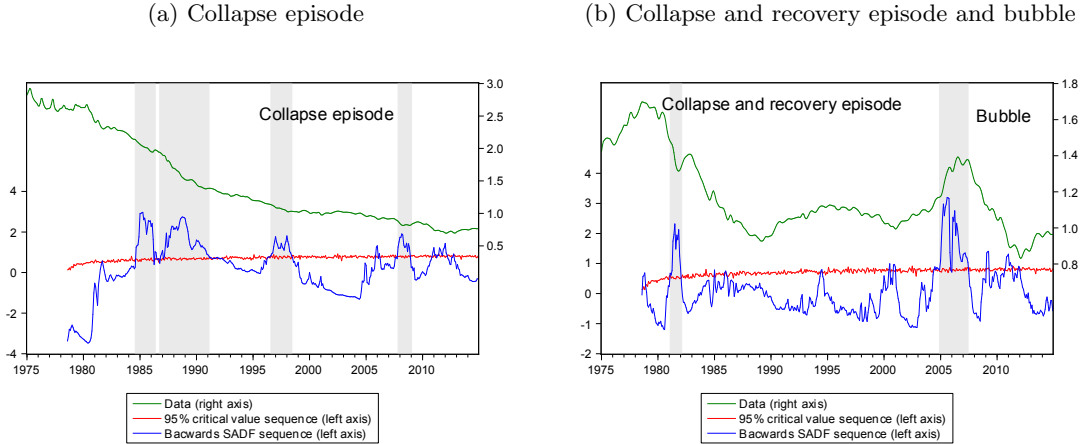 (a) Collapse episode
(b) Collapse and recovery episode and bubble
Collapse episode
3.0
2.5
2.0
1.5
1.0
0.5
4
2
0
-2
-4
1975 1980 1985 1990 1995 2000 2005 2010
Data (right axis)
95% critical value sequence (left axis)
Bacwards SADF sequence (left axis)
Collapse and recovery episode
Bubble
1.8
1.7
1.6
1.4
1.2
1.0
0.8
4
3
2
1
0
-1
-2
1975 1980 1985 1990 1995 2000 2005 2010
Data (right axis)
95% critical value sequence (left axis)
Bacwards SADF sequence (left axis)